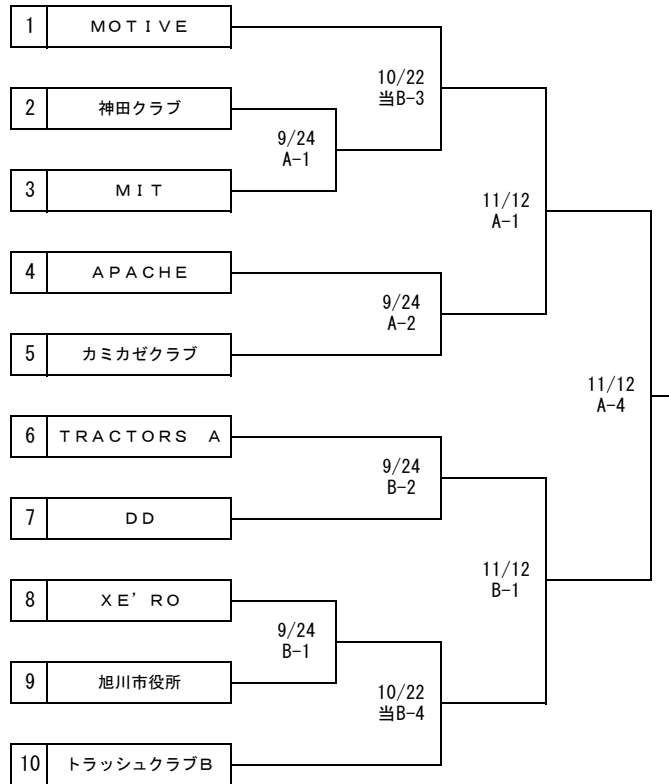 1 ＭＯＴＩＶＥ
10/22
当B-3
2 神田クラブ
9/24
A-1
3 ＭＩＴ
11/12
A-1
4 ＡＰＡＣＨＥ
9/24
A-2
5 カミカゼクラブ
11/12
A-4
6 ＴＲＡＣＴＯＲＳ　Ａ
9/24
B-2
7 ＤＤ
11/12
B-1
8 ＸＥ’ＲＯ
9/24
B-1
9 旭川市役所
10/22
当B-4
10 トラッシュクラブＢ